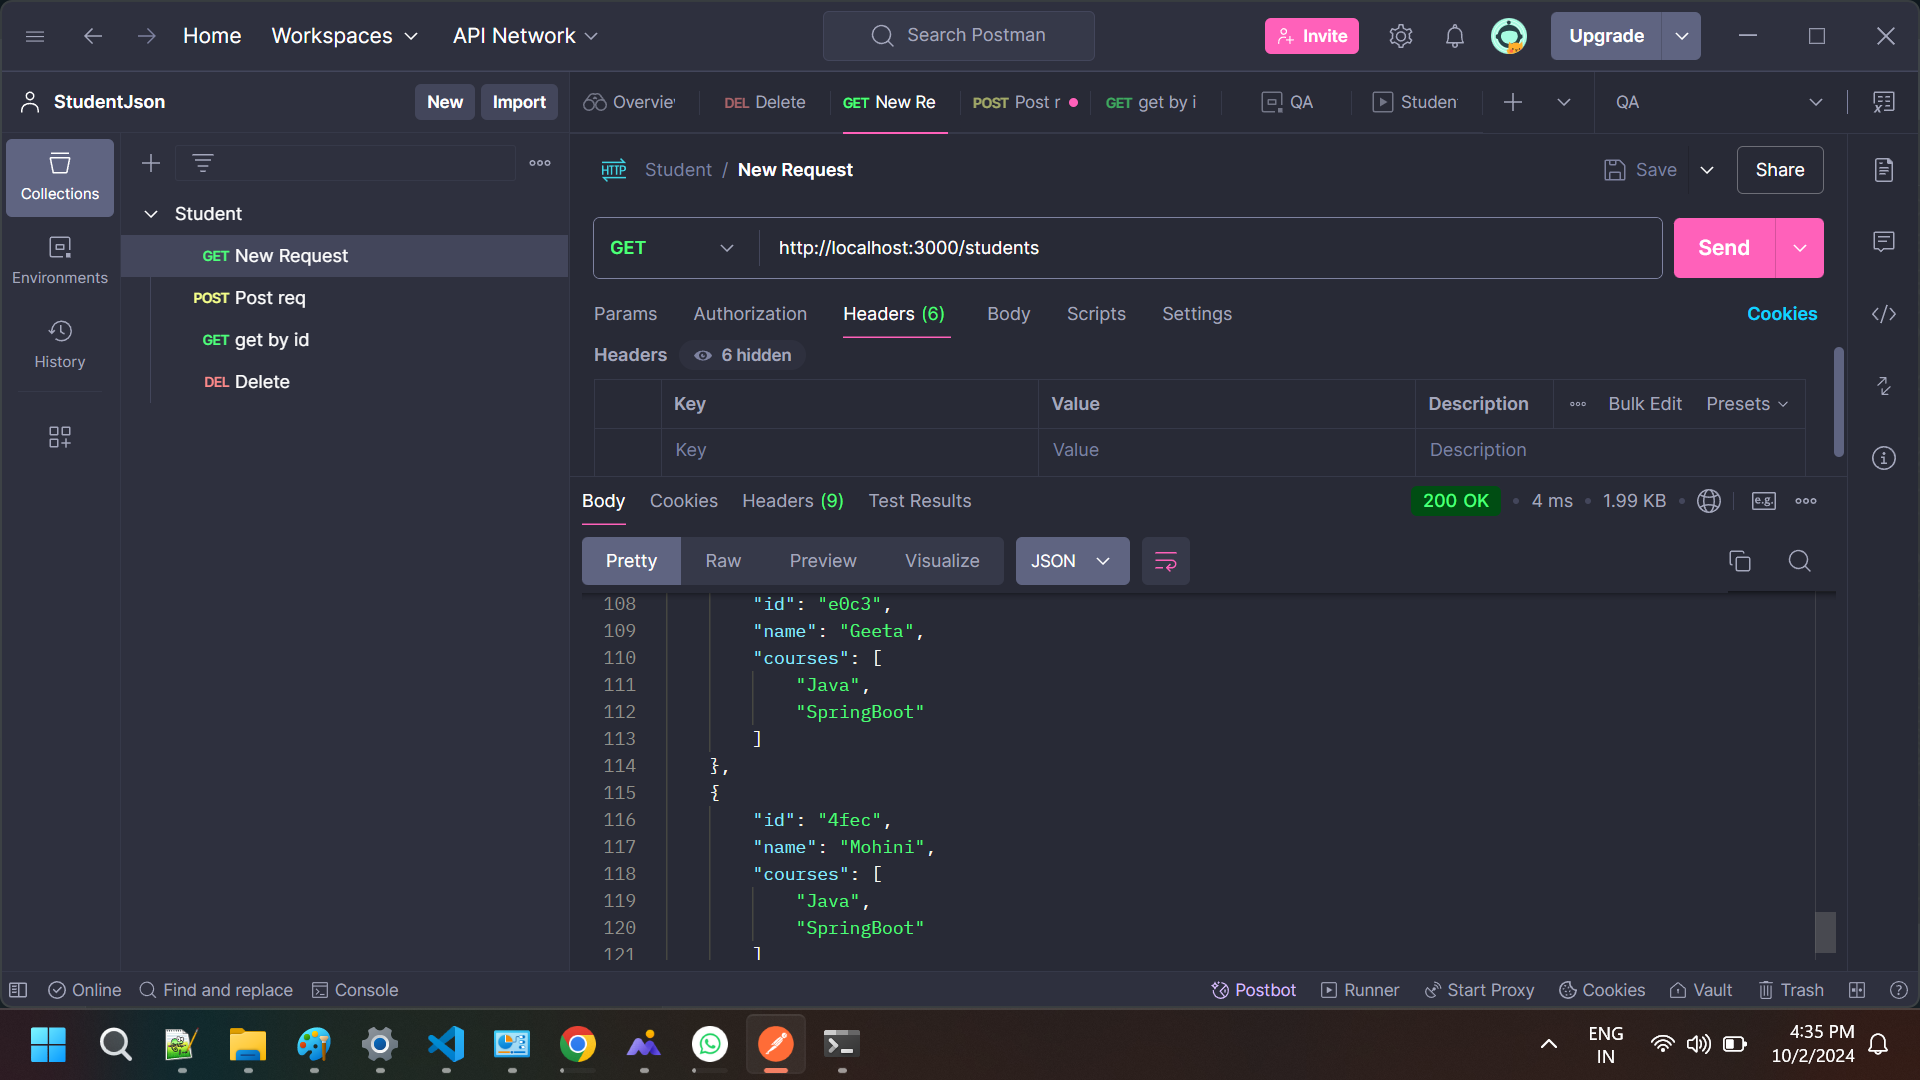 Home Workspaces API Network Search Postman Invite Upgrade
StudentJson New Import Overvie DEL Delete GET New Re POST Post r GET get by i QA Studen QA
Collections
Environments
History
Student
GET New Request
POST Post req
GET get by id
DEL Delete
HTTP Student / New Request Save Share
GET http://localhost:3000/students Send
Params Authorization Headers (6) Body Scripts Settings Cookies
Headers 6 hidden
Key Value Description Bulk Edit Presets
Key Value Description
Body Cookies Headers (9) Test Results 200 OK 4 ms 1.99 KB e.g.
Pretty Raw Preview Visualize JSON
108 "id": "e0c3",
109 "name": "Geeta",
110 "courses": [
111 "Java",
112 "SpringBoot"
113 ]
114 },
115 {
116 "id": "4fec",
117 "name": "Mohini",
118 "courses": [
119 "Java",
120 "SpringBoot"
121 ]
Online Find and replace Console Postbot Runner Start Proxy Cookies Vault Trash
ENG
IN
4:35 PM
10/2/2024